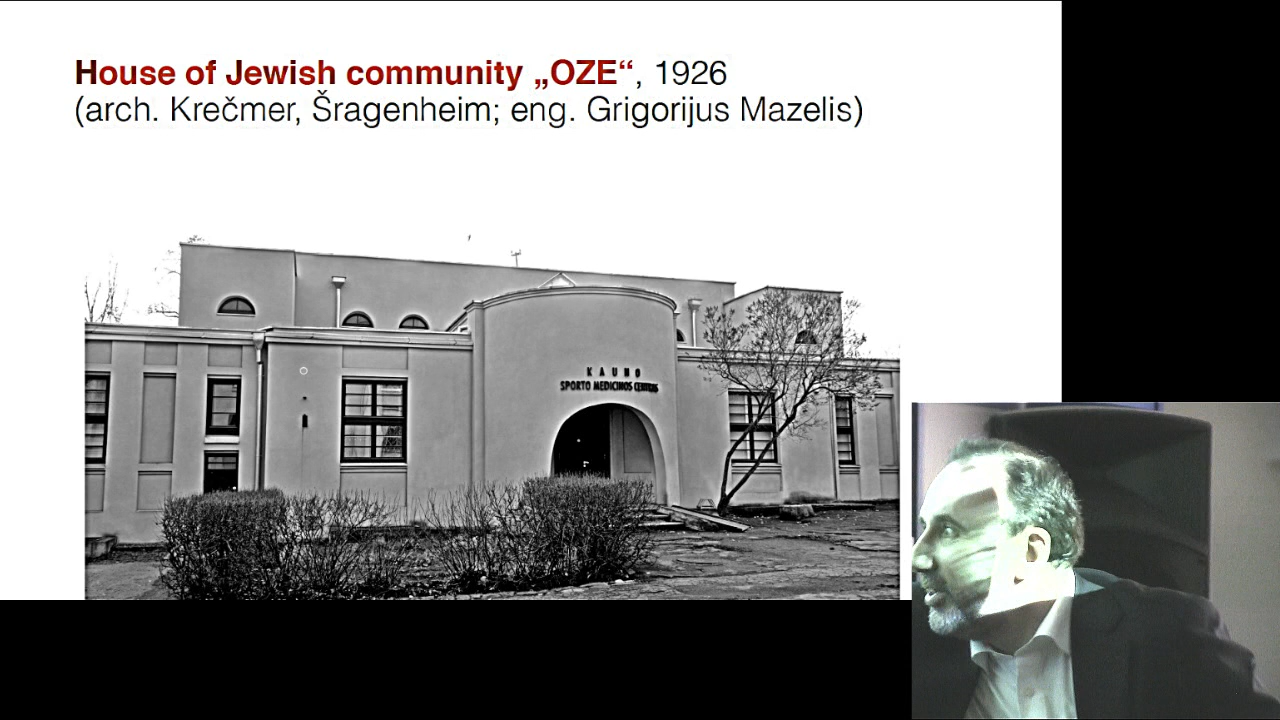 House of Jewish community „OZE“, 1926
(arch. Krečmer, Šragenheim; eng. Grigorijus Mazelis)
KAUNO
SPORTO MEDICINOS CENTRAS